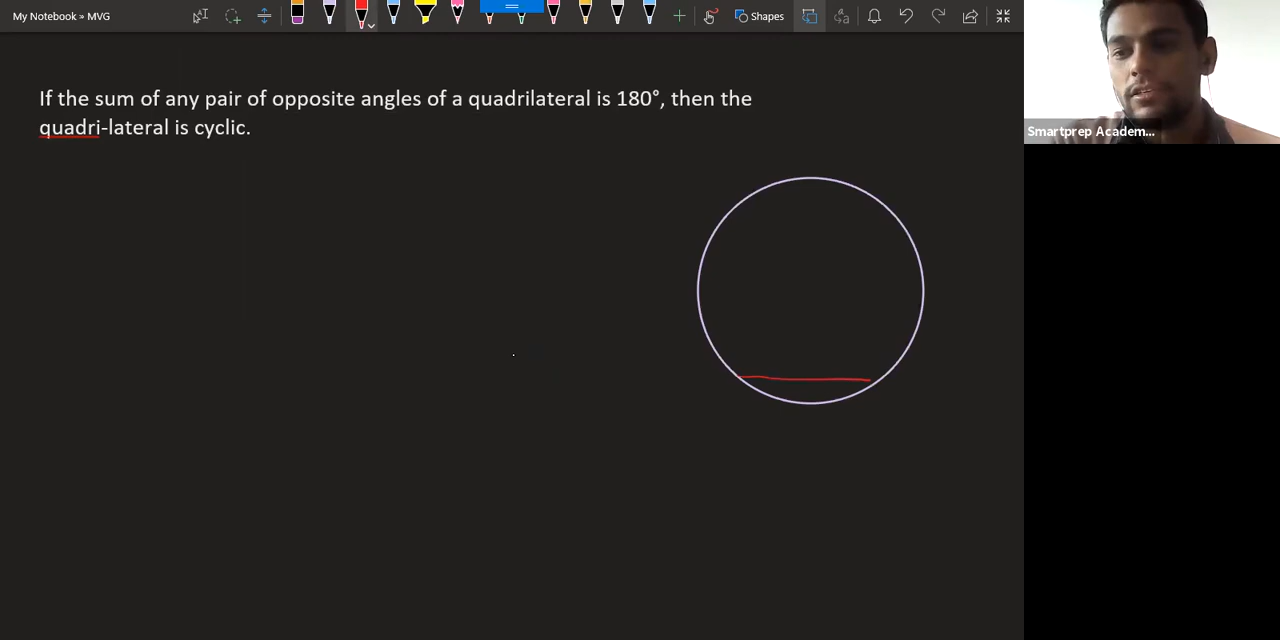 My Notebook » MVG
Shapes
If the sum of any pair of opposite angles of a quadrilateral is 180°, then the
quadri-lateral is cyclic.
Smartprep Academ...